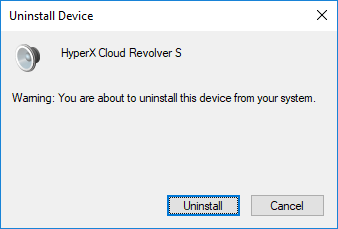 Uninstall Device
HyperX Cloud Revolver S
Warning: You are about to uninstall this device from your system.
Uninstall
Cancel